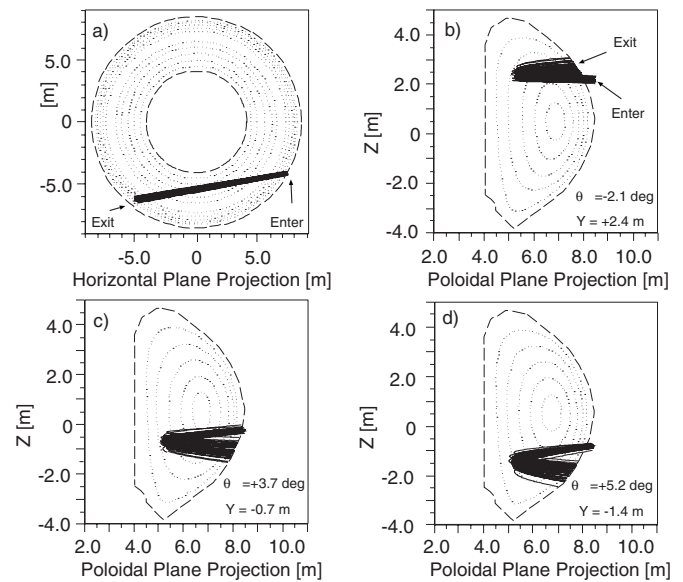 a)
5.0
[m]
0
-5.0
Exit
Enter
-5.0 0 5.0
Horizontal Plane Projection [m]
b)
4.0
Exit
2.0
Enter
Z [m]
0
-2.0
θ =-2.1 deg
Y = +2.4 m
-4.0
2.0 4.0 6.0 8.0 10.0
Poloidal Plane Projection [m]
c)
4.0
2.0
Z [m]
0
-2.0
θ =+3.7 deg
Y = -0.7 m
-4.0
2.0 4.0 6.0 8.0 10.0
Poloidal Plane Projection [m]
d)
4.0
2.0
Z [m]
0
-2.0
θ =+5.2 deg
Y = -1.4 m
-4.0
2.0 4.0 6.0 8.0 10.0
Poloidal Plane Projection [m]